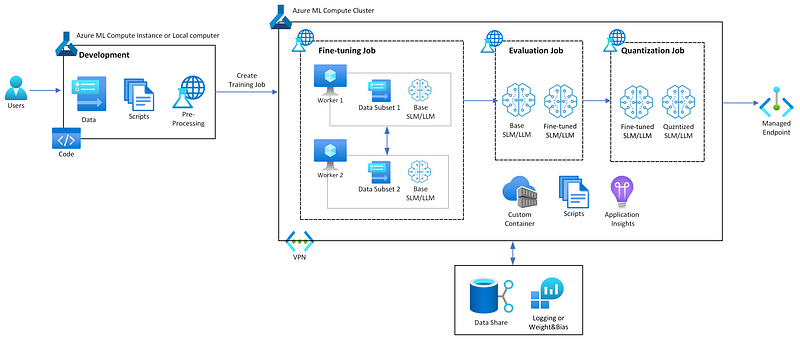 Azure ML Compute Cluster
Azure ML Compute Instance or Local computer
Development
Users
Data
Scripts
Pre-
Processing
Code
Create
Training Job
Fine-tuning Job
Worker 1
Data Subset 1
Base
SLM/LLM
Worker 2
Data Subset 2
Base
SLM/LLM
Evaluation Job
Base
SLM/LLM
Fine-tuned
SLM/LLM
Quantization Job
Fine-tuned
SLM/LLM
Quntized
SLM/LLM
Managed
Endpoint
Custom
Container
Scripts
Application
Insights
VPN
Data Share
Logging or
Weight&Bias